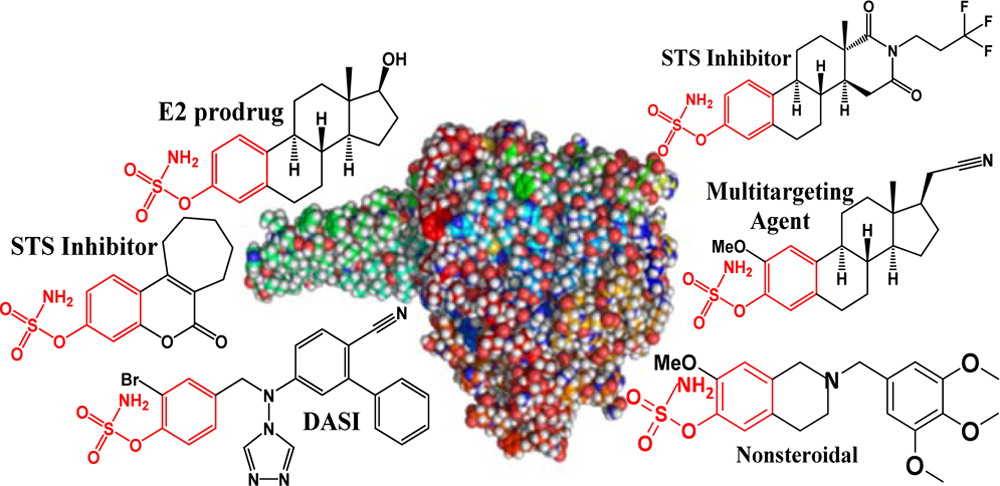 E2 prodrug
OH
H
H
H
NH2
O
S
O
O
STS Inhibitor
O
N
O
F
F
F
H
H
H
NH2
O
S
O
O
STS Inhibitor
NH2
O
S
O
O
O
O
Multitargeting
Agent
N
MeO
H
H
H
NH2
O
S
O
O
DASI
N
Br
NH2
O
S
O
O
N
N
N
N
Nonsteroidal
MeO
NH2
O
S
O
O
N
O
O
O